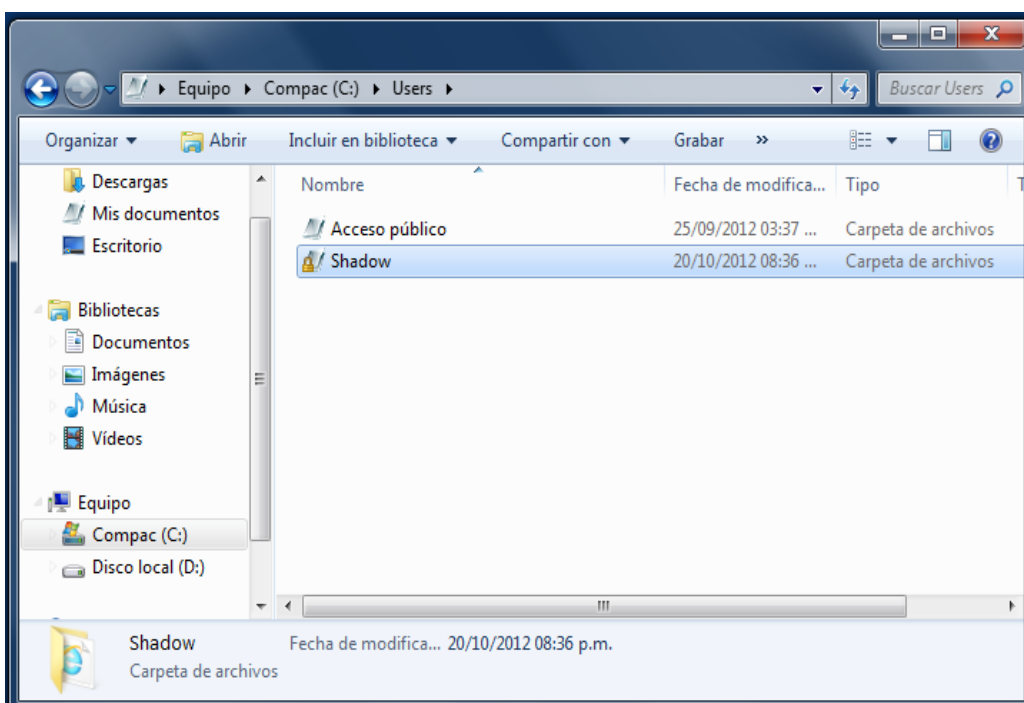 Equipo Compac (C:) Users Buscar Users
Organizar Abrir Incluir en biblioteca Compartir con Grabar »
Descargas
Mis documentos
Escritorio
Bibliotecas
Documentos
Imágenes
Música
Vídeos
Equipo
Compac (C:)
Disco local (D:)
Nombre Fecha de modifica... Tipo T
Acceso público 25/09/2012 03:37 ... Carpeta de archivos
Shadow 20/10/2012 08:36 ... Carpeta de archivos
Shadow Fecha de modifica... 20/10/2012 08:36 p.m.
Carpeta de archivos